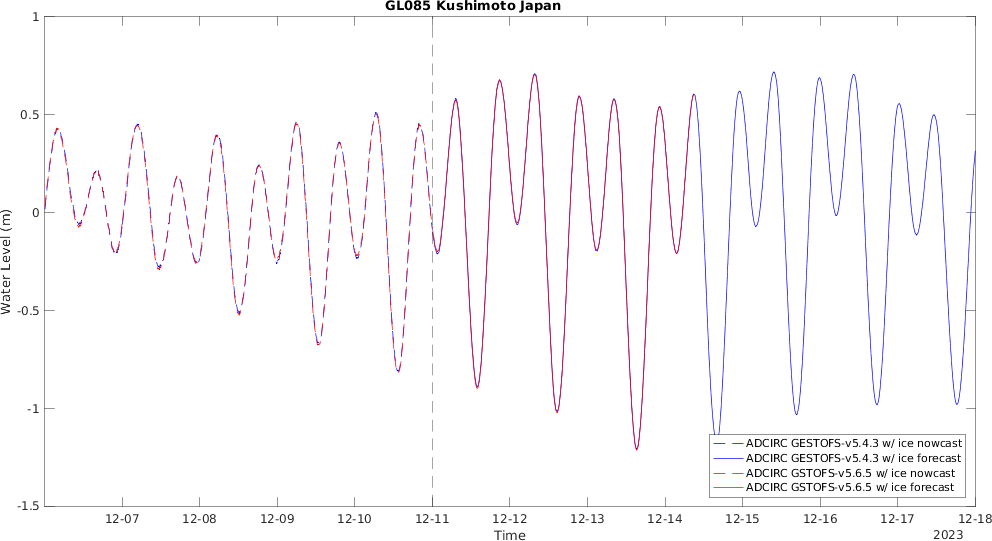 GL085 Kushimoto Japan
1
0.5
0
-0.5
-1
-1.5
Water Level (m)
12-07 12-08 12-09 12-10 12-11 12-12 12-13 12-14 12-15 12-16 12-17 12-18
Time
2023
ADCIRC GESTOFS-v5.4.3 w/ ice nowcast
ADCIRC GESTOFS-v5.4.3 w/ ice forecast
ADCIRC GSTOFS-v5.6.5 w/ ice nowcast
ADCIRC GSTOFS-v5.6.5 w/ ice forecast